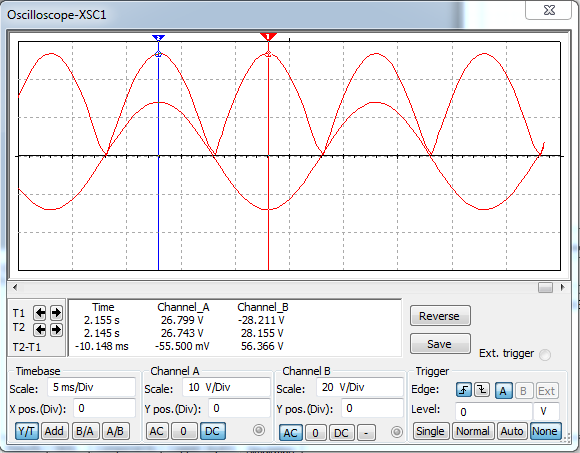 Oscilloscope-XSC1
2
1
T1
T2
T2-T1
Time Channel_A Channel_B
2.155 s 26.799 V -28.211 V
2.145 s 26.743 V 28.155 V
-10.148 ms -55.500 mV 56.366 V
Reverse
Save
Ext. trigger
Timebase
Scale: 5 ms/Div
X pos.(Div): 0
Y/T Add B/A A/B
Channel A
Scale: 10 V/Div
Y pos.(Div): 0
AC 0 DC
Channel B
Scale: 20 V/Div
Y pos.(Div): 0
AC 0 DC -
Trigger
Edge: A B Ext
Level: 0 V
Single Normal Auto None